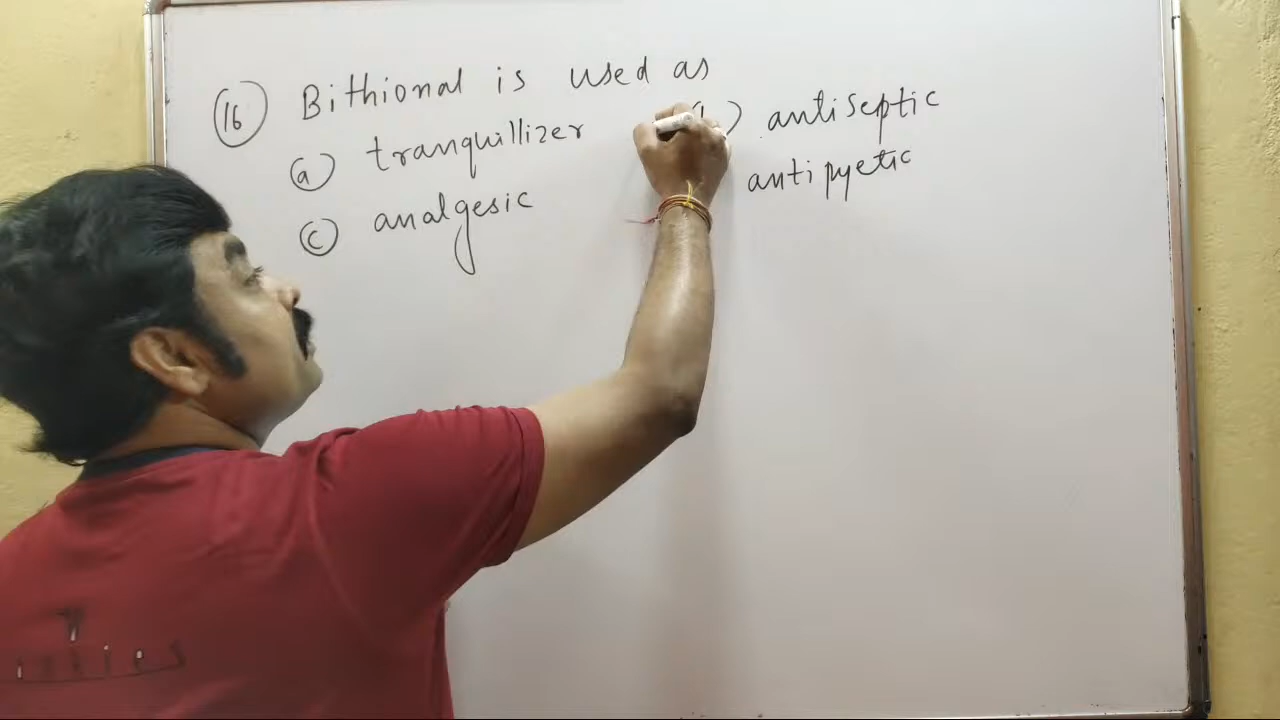 16 Bithional is used as
a tranquillizer antiseptic
c analgesic antipyetic